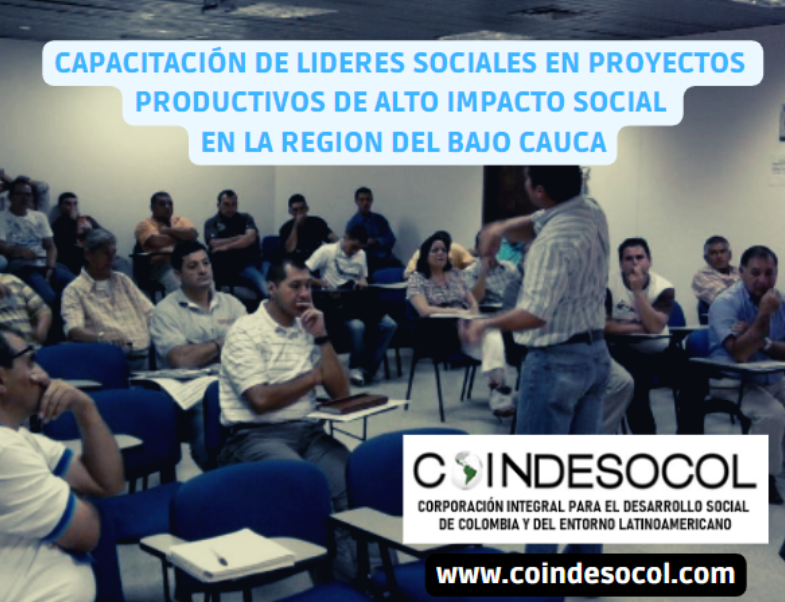 CAPACITACIÓN DE LIDERES SOCIALES EN PROYECTOS
PRODUCTIVOS DE ALTO IMPACTO SOCIAL
EN LA REGION DEL BAJO CAUCA
COINDESOCOL
CORPORACIÓN INTEGRAL PARA EL DESARROLLO SOCIAL
DE COLOMBIA Y DEL ENTORNO LATINOAMERICANO
www.coindesocol.com